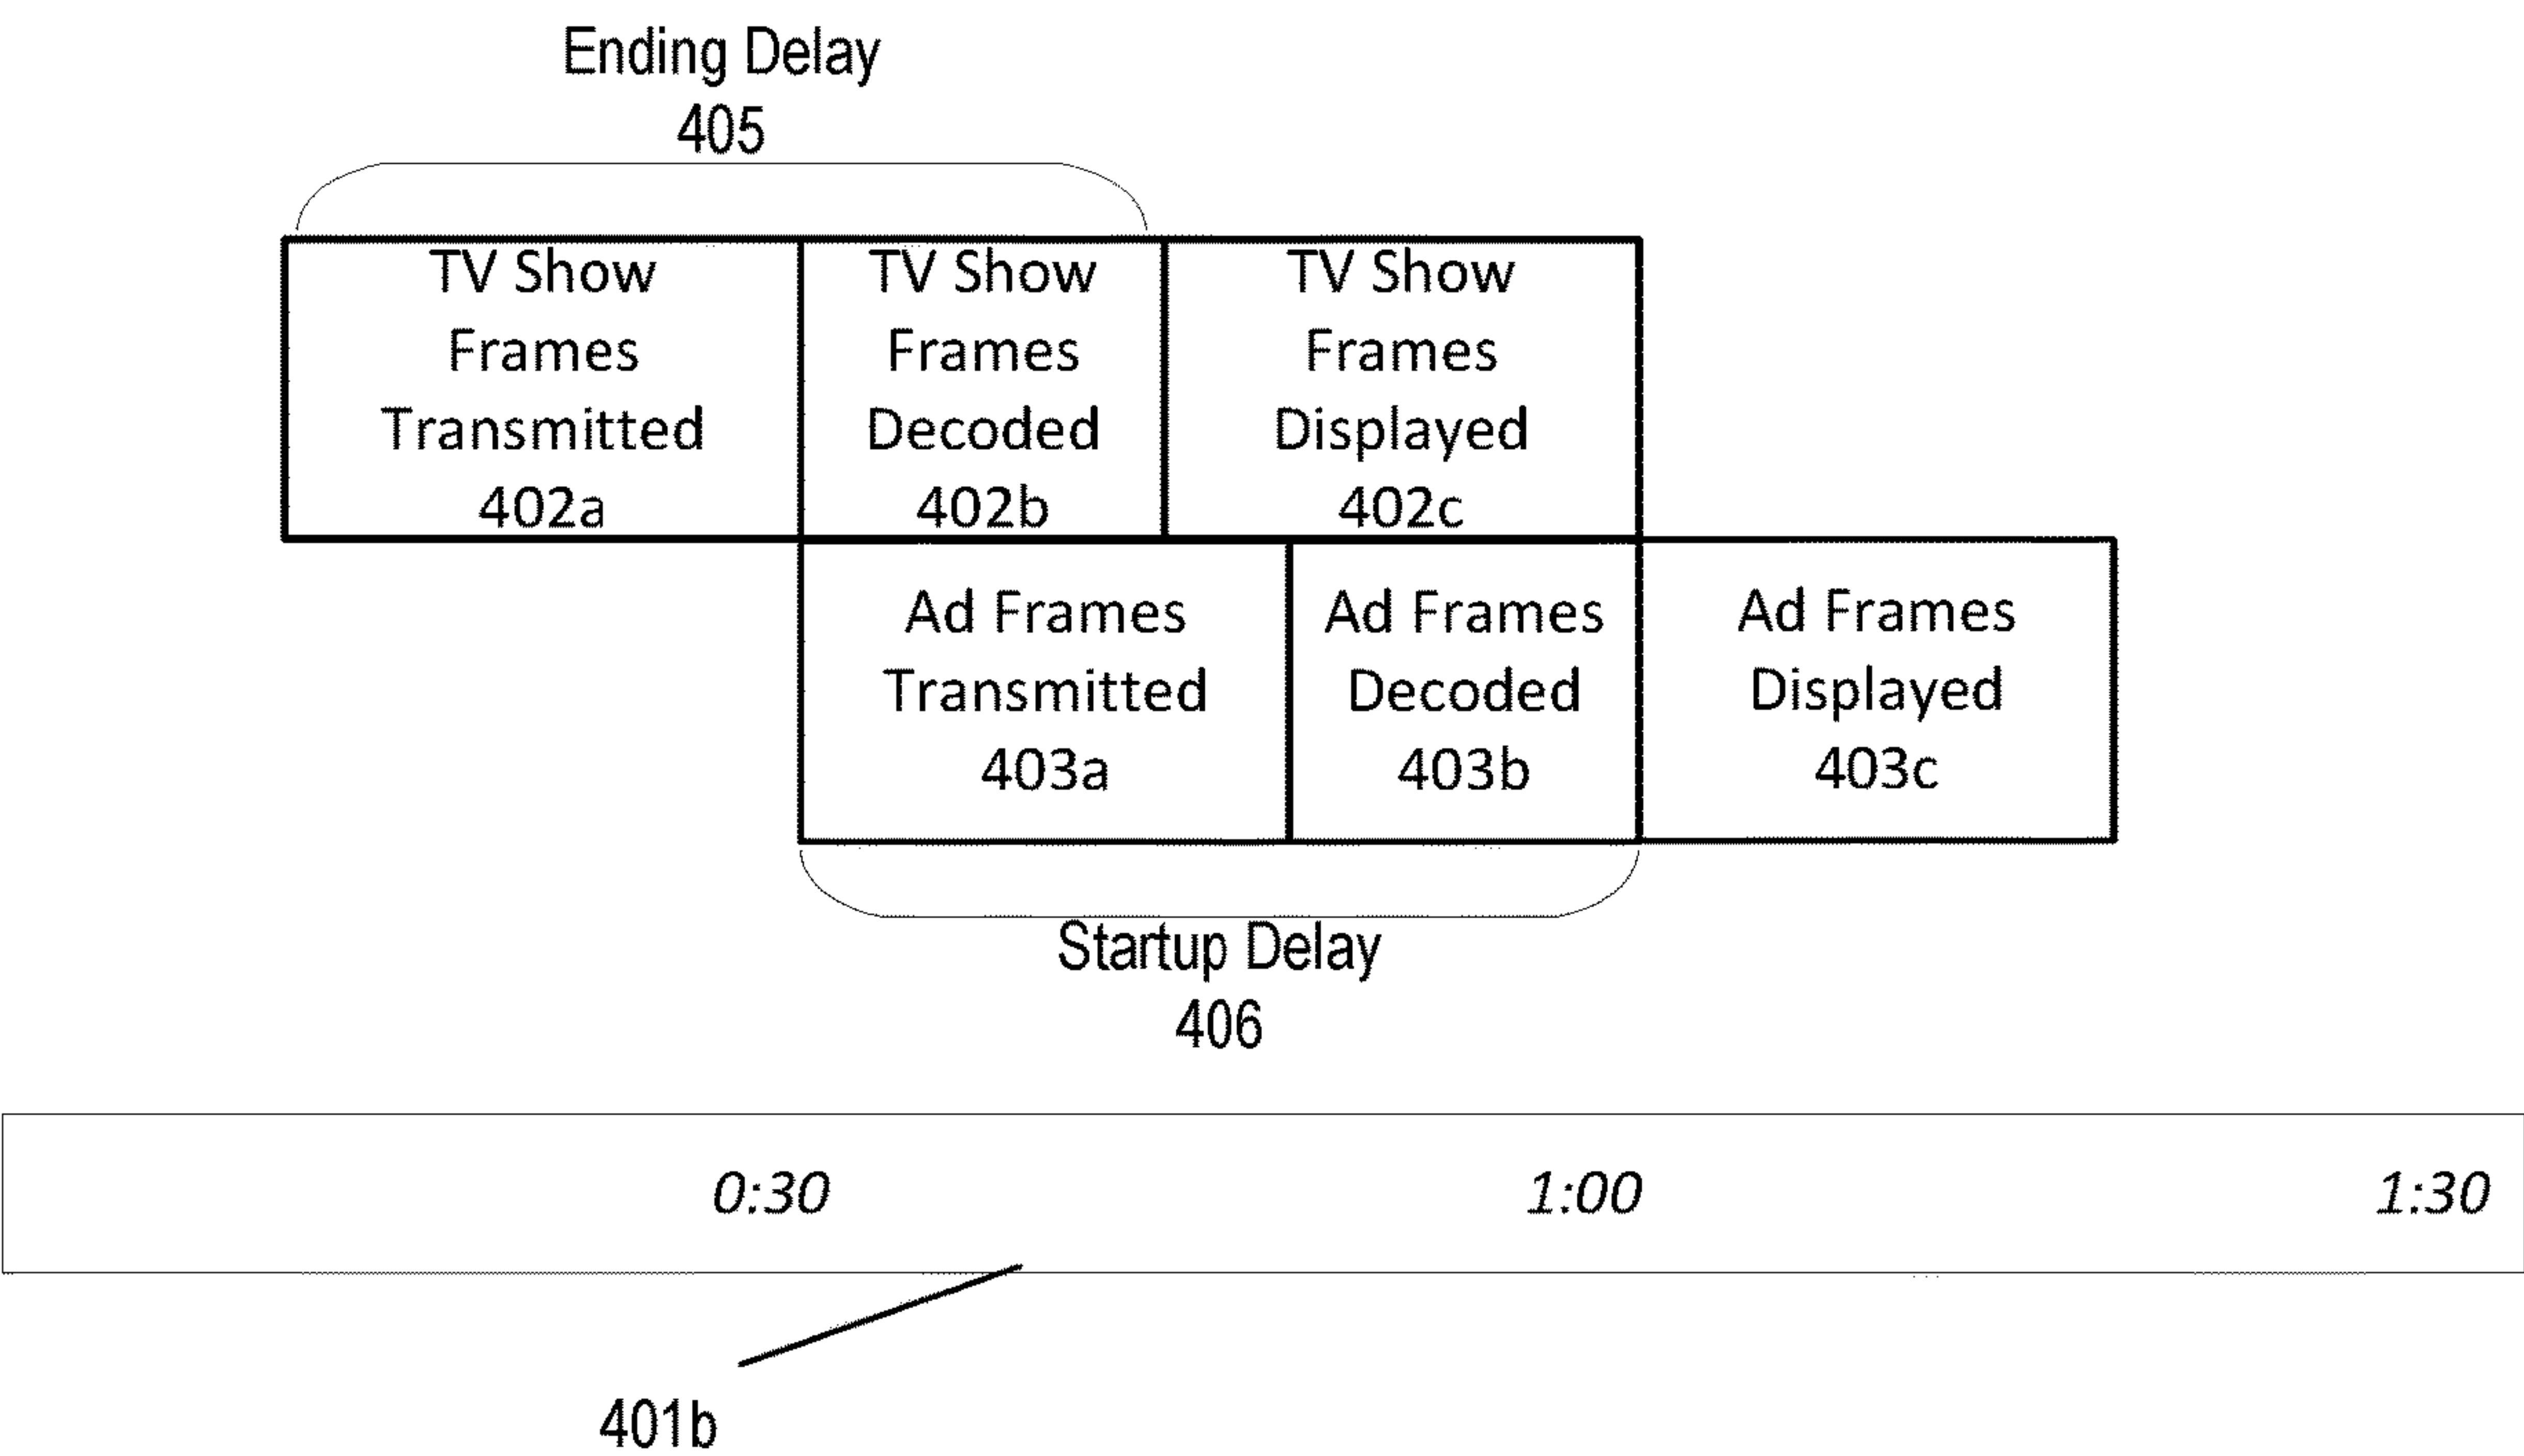 Ending Delay
405
TV Show
Frames
Transmitted
402a
TV Show
Frames
Decoded
402b
TV Show
Frames
Displayed
402c
Ad Frames
Transmitted
403a
Ad Frames
Decoded
403b
Ad Frames
Displayed
403c
Startup Delay
406
0:30
1:00
1:30
401b